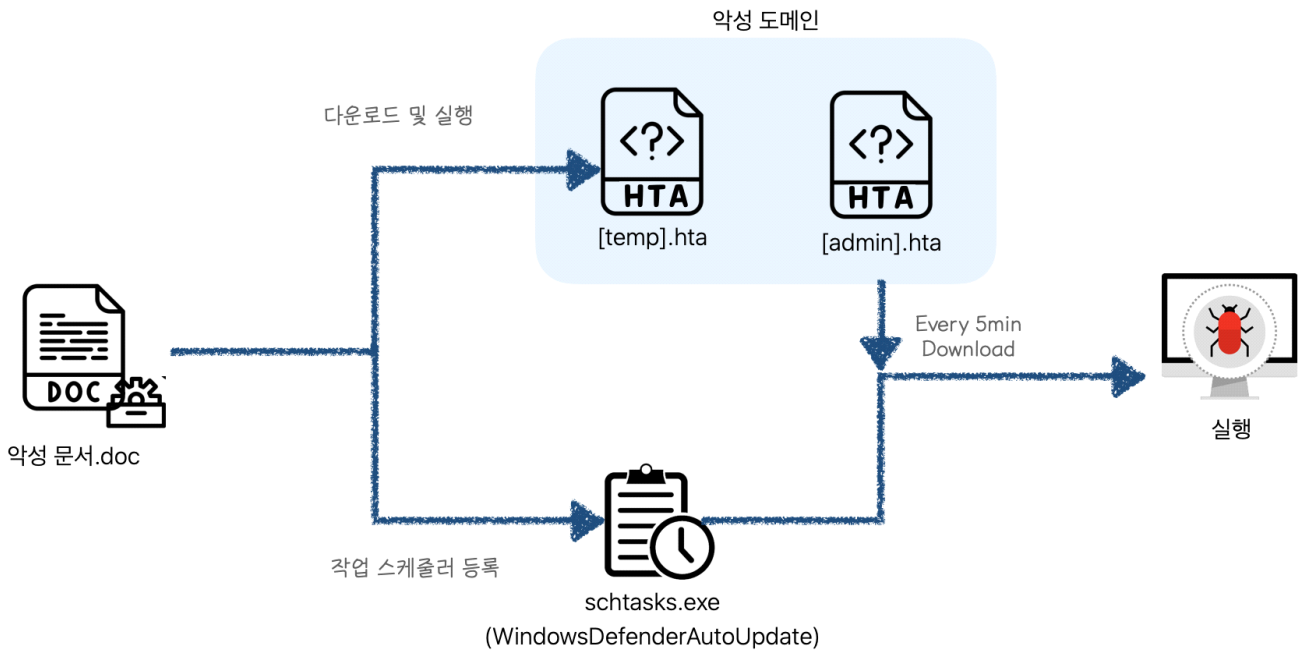 악성 도메인
다운로드 및 실행
<?>
HTA
[temp].hta
<?>
HTA
[admin].hta
Every 5min
Download
DOC
악성 문서.doc
실행
작업 스케줄러 등록
schtasks.exe
(WindowsDefenderAutoUpdate)